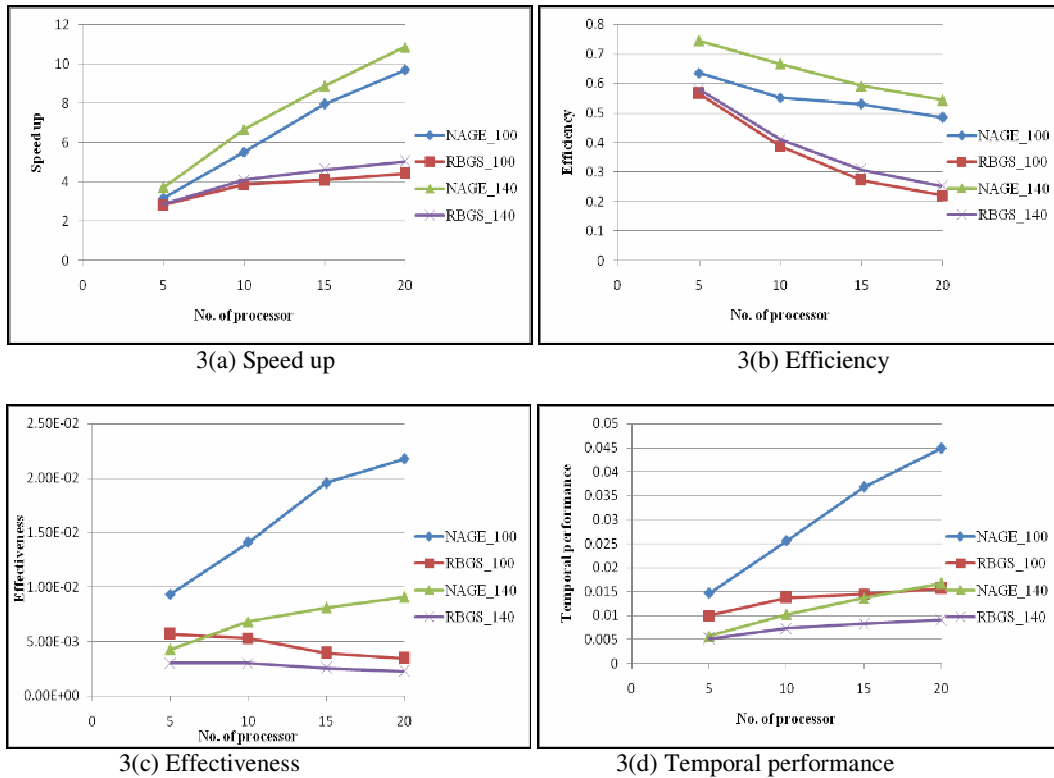 12
10
8
6
4
2
0
Speed up
0 5 10 15 20
No. of processor
NAGE_100
RBGS_100
NAGE_140
RBGS_140
3(a) Speed up
0.8
0.7
0.6
0.5
0.4
0.3
0.2
0.1
0
Efficiency
0 5 10 15 20
No. of processor
NAGE_100
RBGS_100
NAGE_140
RBGS_140
3(b) Efficiency
2.50E-02
2.00E-02
1.50E-02
1.00E-02
5.00E-03
0.00E+00
Effectiveness
0 5 10 15 20
No. of processor
NAGE_100
RBGS_100
NAGE_140
RBGS_140
3(c) Effectiveness
0.05
0.045
0.04
0.035
0.03
0.025
0.02
0.015
0.01
0.005
0
Temporal performance
0 5 10 15 20
No. of processor
NAGE_100
RBGS_100
NAGE_140
RBGS_140
3(d) Temporal performance